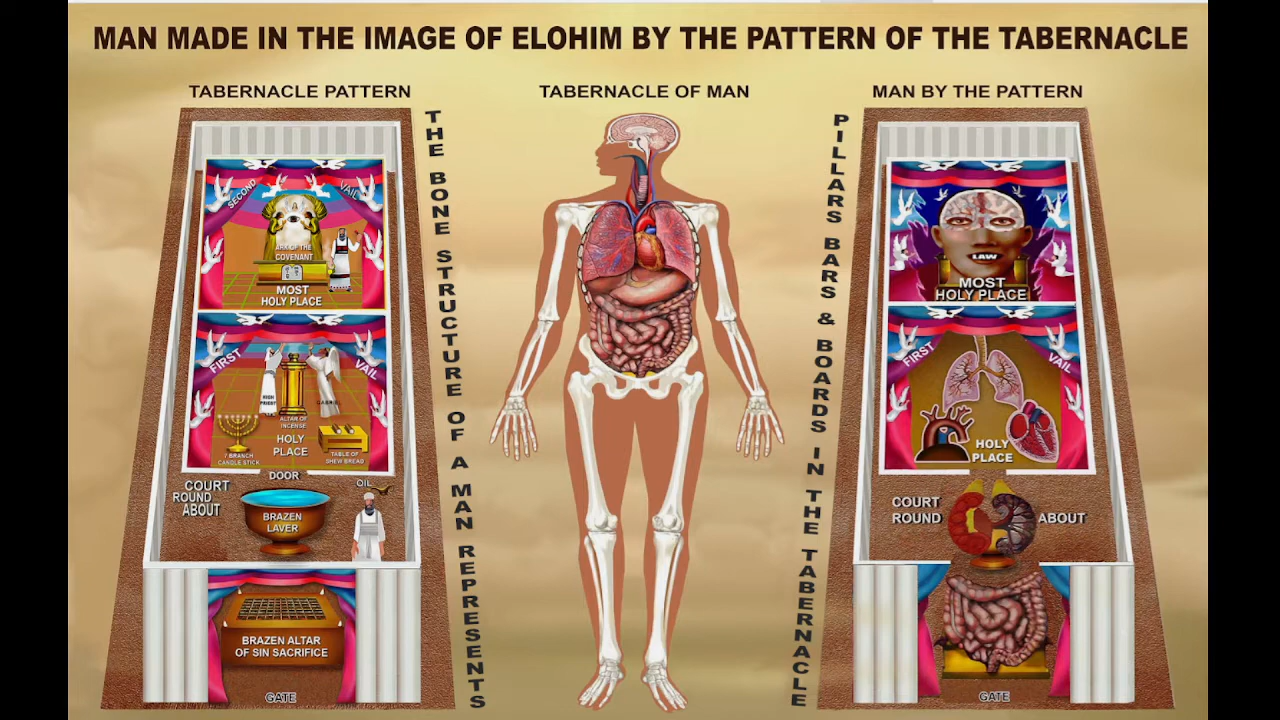 MAN MADE IN THE IMAGE OF ELOHIM BY THE PATTERN OF THE TABERNACLE
TABERNACLE PATTERN
SECOND
VAIL
ARK OF THE
COVENANT
MOST
HOLY PLACE
FIRST
VAIL
HIGH
PRIEST
GABRIEL
ALTAR OF
INCENSE
7 BRANCH
CANDLE STICK
HOLY
PLACE
TABLE OF
SHEW BREAD
DOOR
COURT
ROUND
ABOUT
OIL
BRAZEN
LAVER
BRAZEN ALTAR
OF SIN SACRIFICE
GATE
THE BONE STRUCTURE OF A MAN REPRESENTS
TABERNACLE OF MAN
PILLARS BARS & BOARDS IN THE TABERNACLE
MAN BY THE PATTERN
LAW
MOST
HOLY PLACE
FIRST
VAIL
HOLY
PLACE
COURT
ROUND
ABOUT
GATE